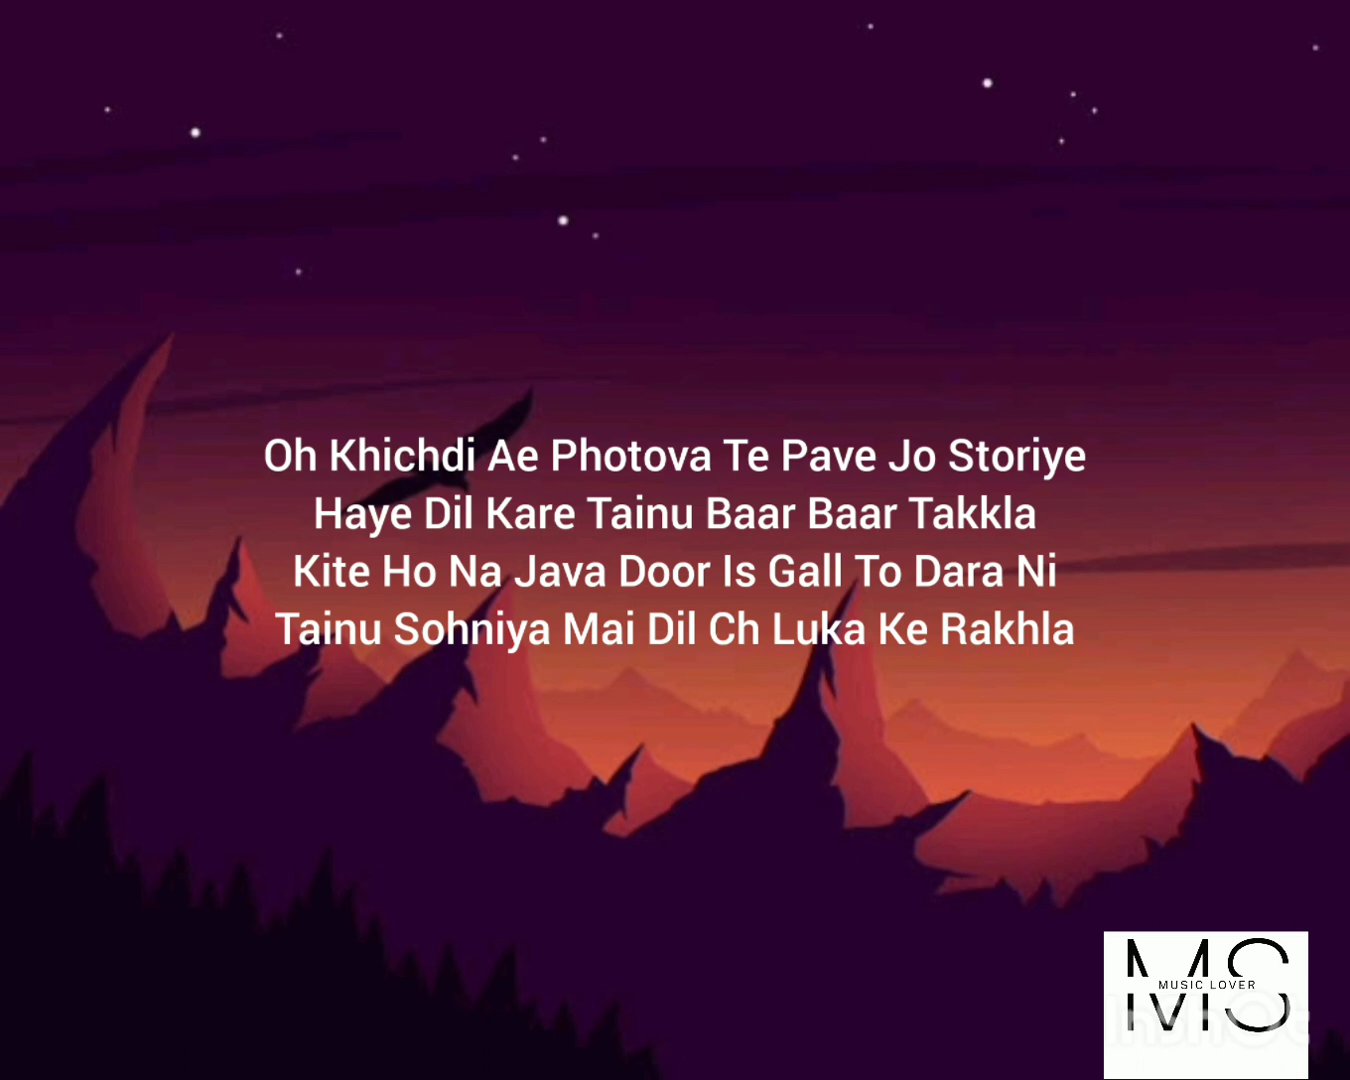 Oh Khichdi Ae Photova Te Pave Jo Storiye
Haye Dil Kare Tainu Baar Baar Takkla
Kite Ho Na Java Door Is Gall To Dara Ni
Tainu Sohniya Mai Dil Ch Luka Ke Rakhla
MS
MUSIC LOVER
InShOt